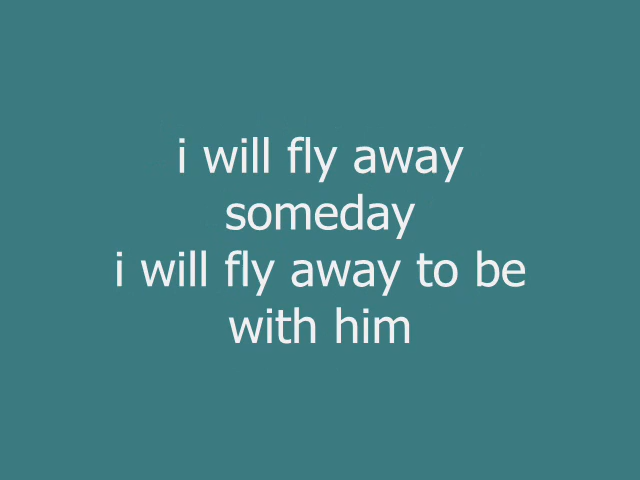 i will fly away
someday
i will fly away to be
with him